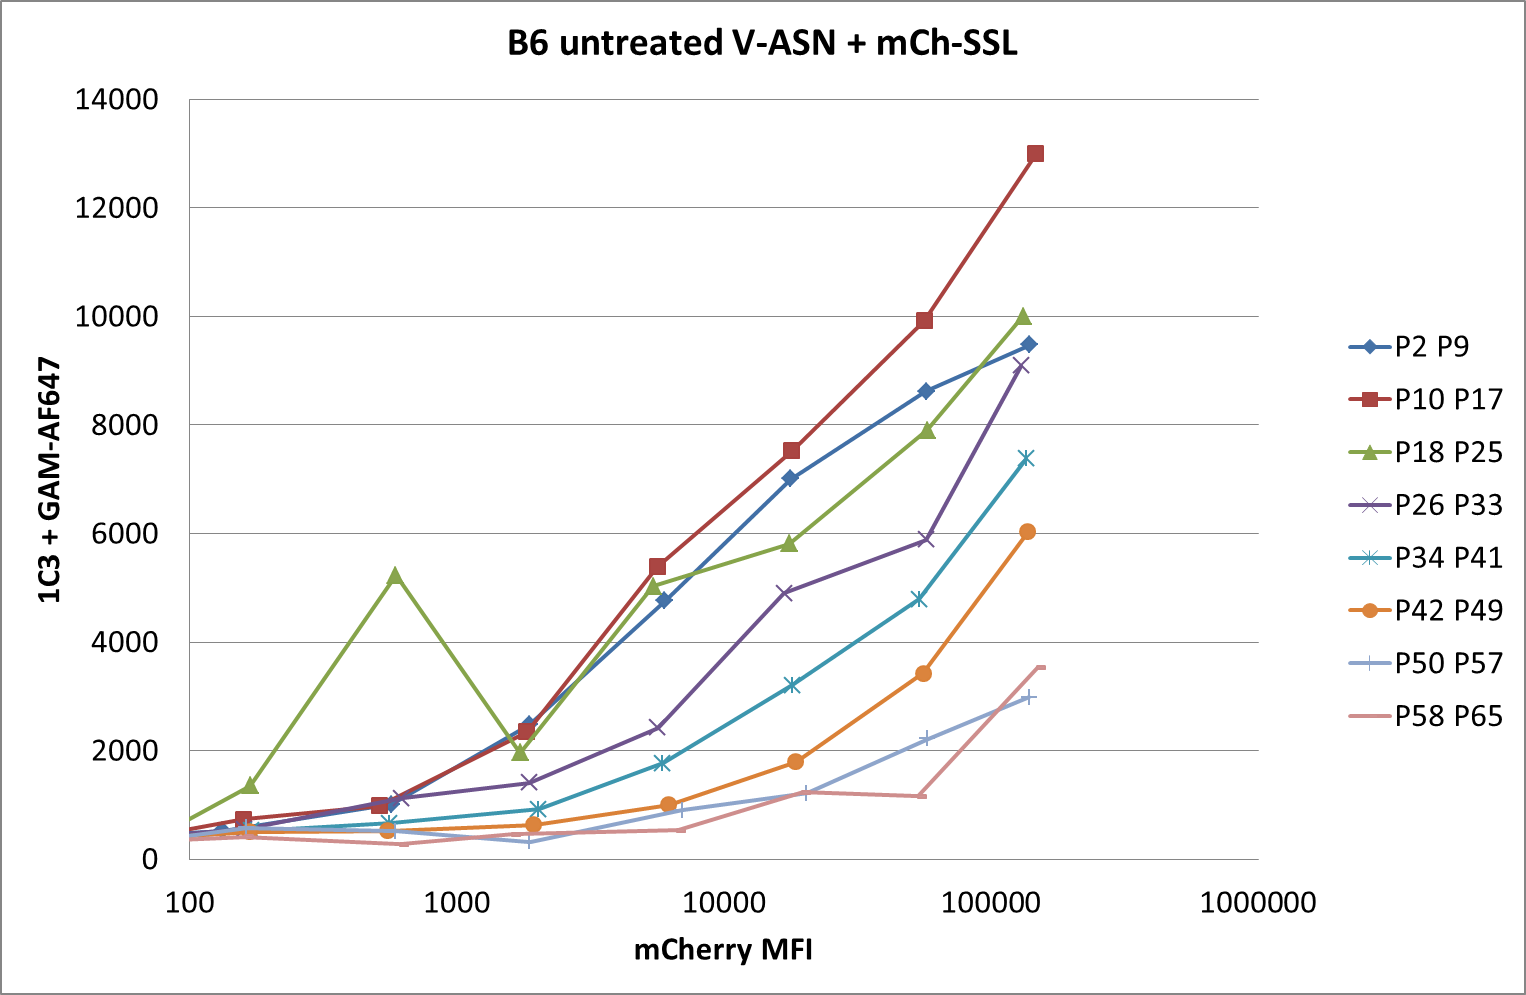 B6 untreated V-ASN + mCh-SSL
14000
12000
10000
8000
6000
4000
2000
0
1C3 + GAM-AF647
100 1000 10000 100000 1000000
mCherry MFI
P2 P9
P10 P17
P18 P25
P26 P33
P34 P41
P42 P49
P50 P57
P58 P65